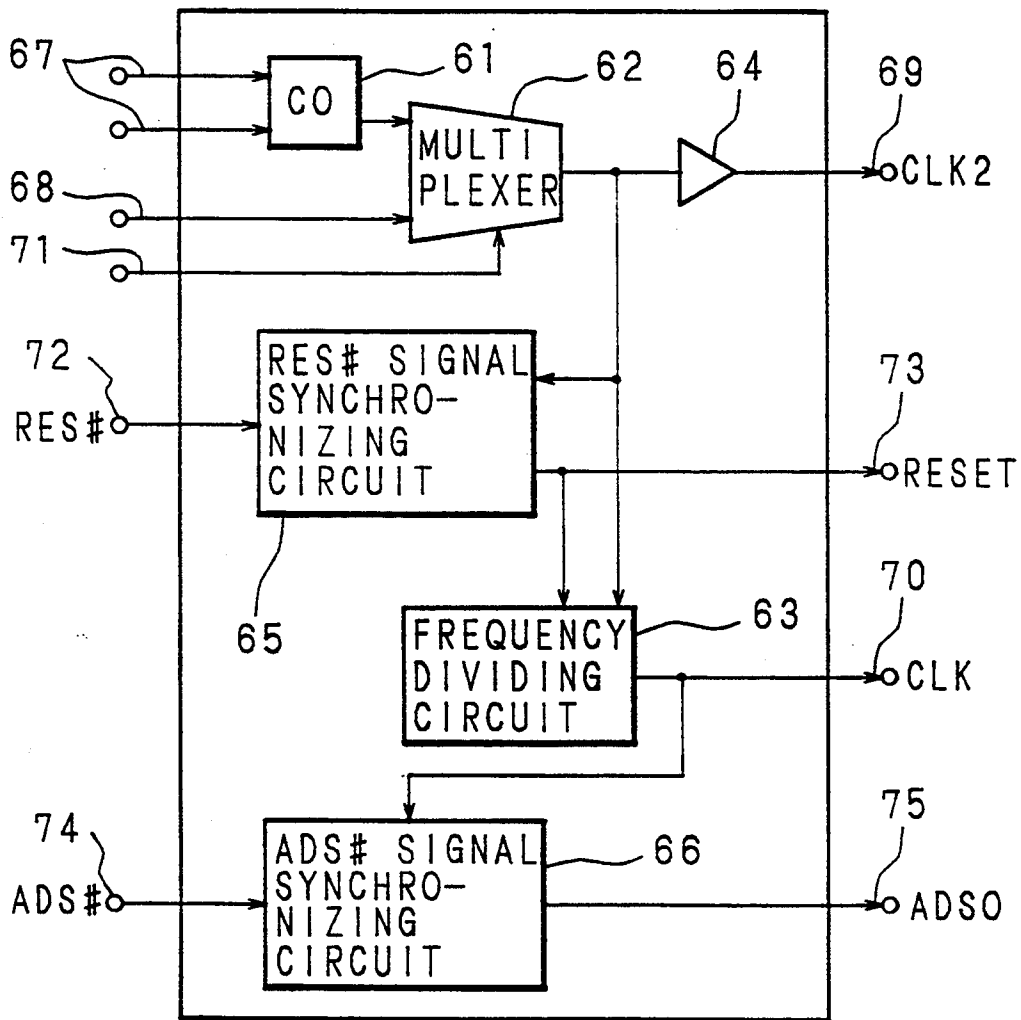 67
61
62
64
69
CO
MULTI
PLEXER
CLK2
68
71
72
RES#
RES# SIGNAL
SYNCHRO-
NIZING
CIRCUIT
73
RESET
65
FREQUENCY
DIVIDING
CIRCUIT
63
70
CLK
74
ADS#
ADS# SIGNAL
SYNCHRO-
NIZING
CIRCUIT
66
75
ADSO